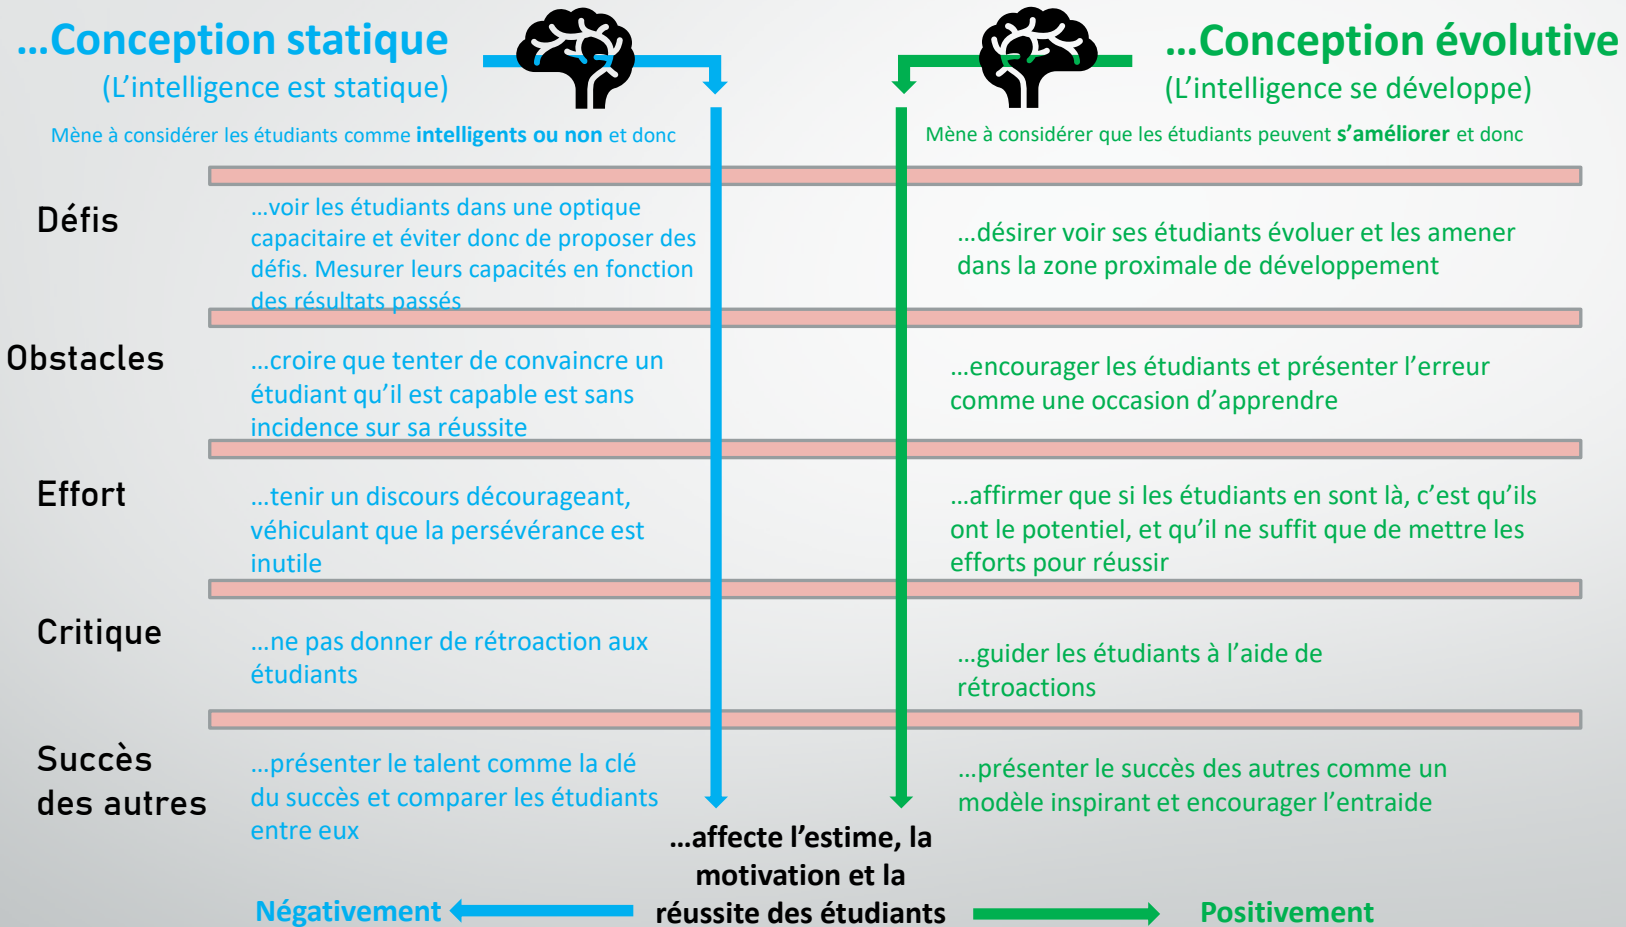 ...Conception statique
(L'intelligence est statique)
Mène à considérer les étudiants comme intelligents ou non et donc
...Conception évolutive
(L'intelligence se développe)
Mène à considérer que les étudiants peuvent s'améliorer et donc
Défis
...voir les étudiants dans une optique
capacitaire et éviter donc de proposer des
défis. Mesurer leurs capacités en fonction
des résultats passés
...désirer voir ses étudiants évoluer et les amener
dans la zone proximale de développement
Obstacles
...croire que tenter de convaincre un
étudiant qu'il est capable est sans
incidence sur sa réussite
...encourager les étudiants et présenter l'erreur
comme une occasion d'apprendre
Effort
...tenir un discours décourageant,
véhiculant que la persévérance est
inutile
...affirmer que si les étudiants en sont là, c'est qu'ils
ont le potentiel, et qu'il ne suffit que de mettre les
efforts pour réussir
Critique
...ne pas donner de rétroaction aux
étudiants
...guider les étudiants à l'aide de
rétroactions
Succès
des autres
...présenter le talent comme la clé
du succès et comparer les étudiants
entre eux
...présenter le succès des autres comme un
modèle inspirant et encourager l'entraide
...affecte l'estime, la
motivation et la
réussite des étudiants
Négativement
Positivement